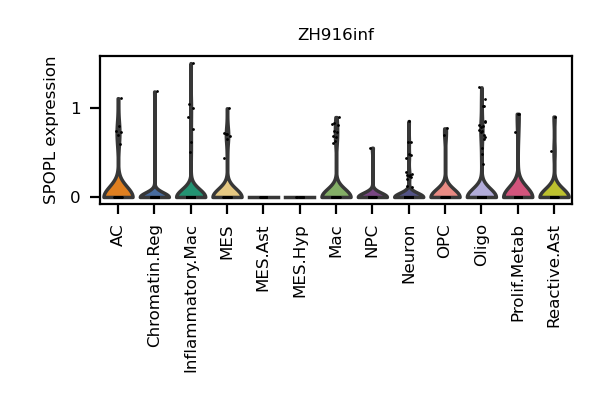 ZH916inf
SPOPL expression
1
0
AC
Chromatin.Reg
Inflammatory.Mac
MES
MES.Ast
MES.Hyp
Mac
NPC
Neuron
OPC
Oligo
Prolif.Metab
Reactive.Ast